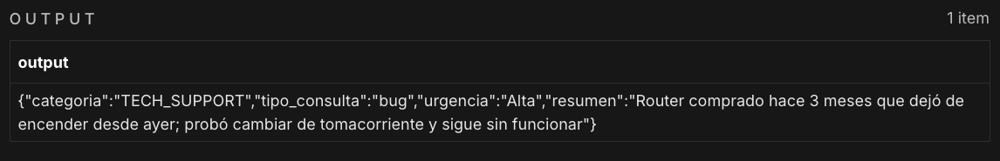 OUTPUT
1 item
output
{"categoria":"TECH_SUPPORT","tipo_consulta":"bug","urgencia":"Alta","resumen":"Router comprado hace 3 meses que dejó de
encender desde ayer; probó cambiar de tomacorriente y sigue sin funcionar"}